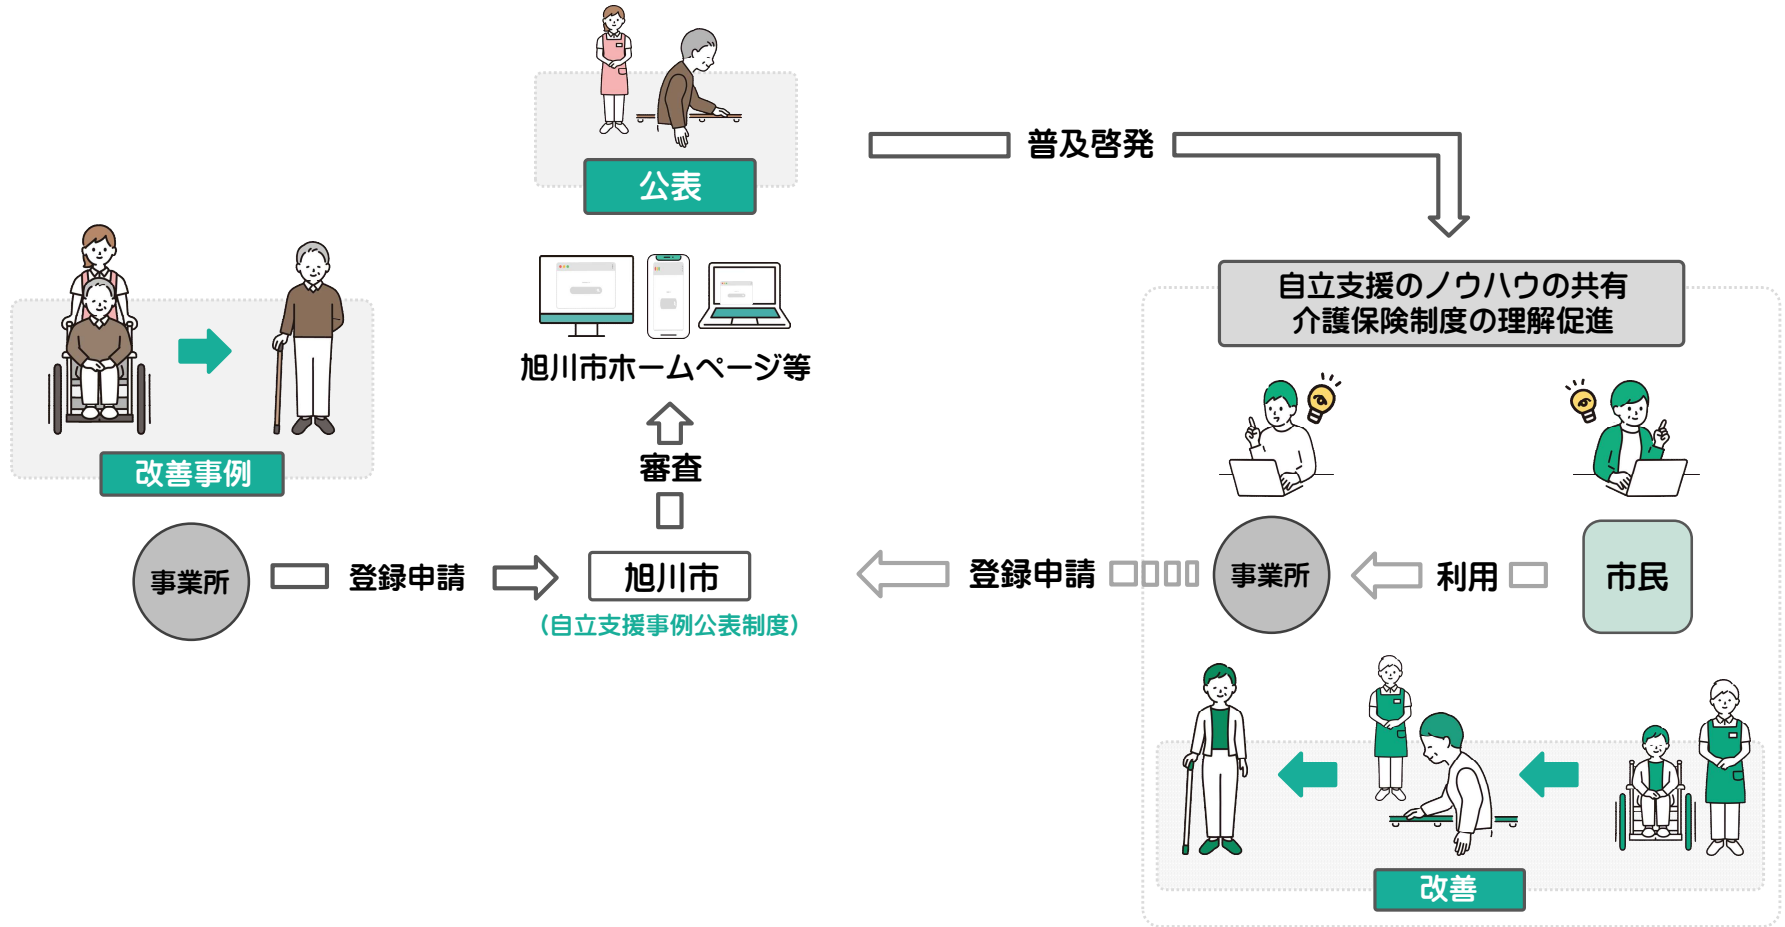 公表
普及啓発
自立支援のノウハウの共有
介護保険制度の理解促進
旭川市ホームページ等
審査
改善事例
事業所
登録申請
旭川市
（自立支援事例公表制度）
登録申請
事業所
利用
市民
改善